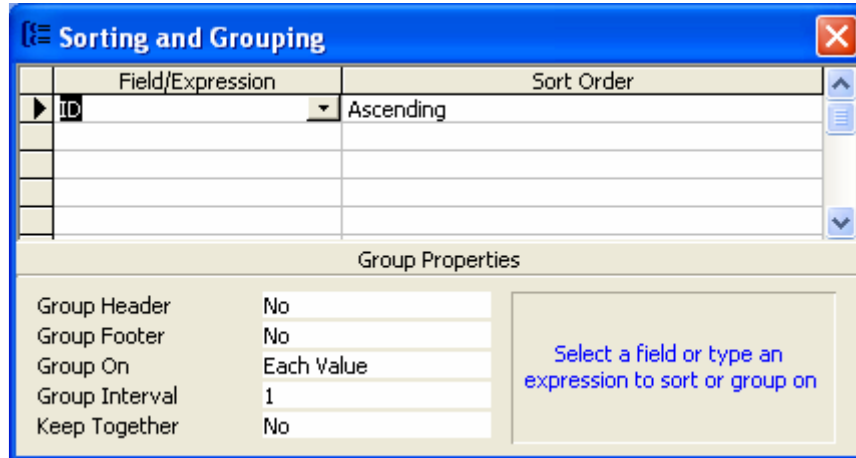 Sorting and Grouping
Field/Expression Sort Order
ID Ascending
Group Properties
Group Header No
Group Footer No
Group On Each Value
Group Interval 1
Keep Together No
Select a field or type an
expression to sort or group on